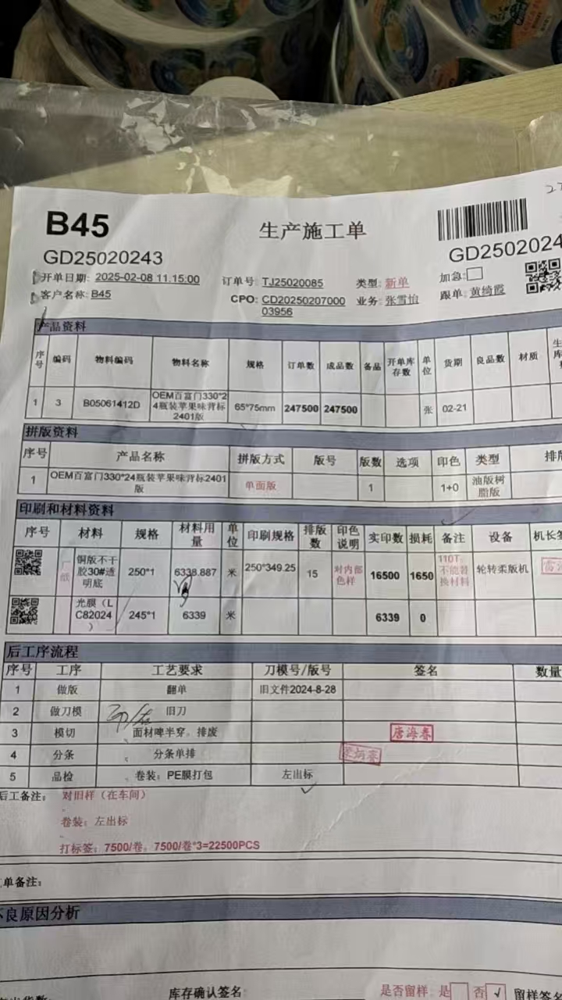 B45
生产施工单
GD25020243
GD2502024
开单日期: 2025-02-08 11.15:00 订单号: TJ25020085 类型: 新单 加急:
客户名称: B45 CPO: CD20250207000 业务: 张雪怡 跟单: 黄绮霞
03956
产品资料
序号 编码 物料编码 物料名称 规格 订单数 成品数 备品 开单库存数 单位 货期 良品数 材质
1 3 B05061412D OEM百富门330*24瓶装苹果味背标2401版 65*75mm 247500 247500 张 02-21
拼版资料
序号 产品名称 拼版方式 版号 版数 选项 印色 类型
1 OEM百富门330*24瓶装苹果味背标2401版 单面版 1 1+0 油版树脂版
印刷和材料资料
序号 材料 规格 材料用量 单位 印刷规格 排版数 印色说明 实印数 损耗 备注 设备 机长签
厂纸 铜版不干胶30#透明底 250*1 6338.887 米 250*349.25 15 对内部色样 16500 1650 110T,不能替换材料 轮转柔版机
光膜（LC82024） 245*1 6339 米 6339 0
后工序流程
序号 工序 工艺要求 刀模号/版号 签名 数量
1 做版 翻单 旧文件2024-8-28
2 做刀模 旧刀
3 模切 面材啤半穿。排废 唐海春
4 分条 分条单排
5 品检 卷装：PE膜打包 左出标
后工备注: 对旧样（在车间）
卷装：左出标
打标签：7500/卷。7500/卷*3=22500PCS
单备注:
良原因分析
库存确认签名 是否留样: 是 否 √ 留样签